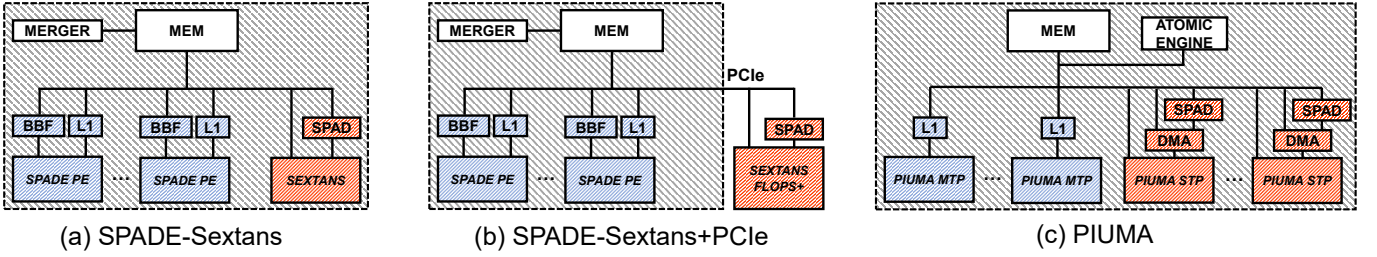 MERGER MEM
BBF L1 BBF L1 SPAD
SPADE PE ... SPADE PE SEXTANS
(a) SPADE-Sextans
MERGER MEM
PCIe
BBF L1 BBF L1 SPAD
SPADE PE ... SPADE PE SEXTANS
FLOPS+
(b) SPADE-Sextans+PCIe
MEM ATOMIC
ENGINE
SPAD SPAD
L1 L1 DMA DMA
PIUMA MTP ... PIUMA MTP PIUMA STP ... PIUMA STP
(c) PIUMA